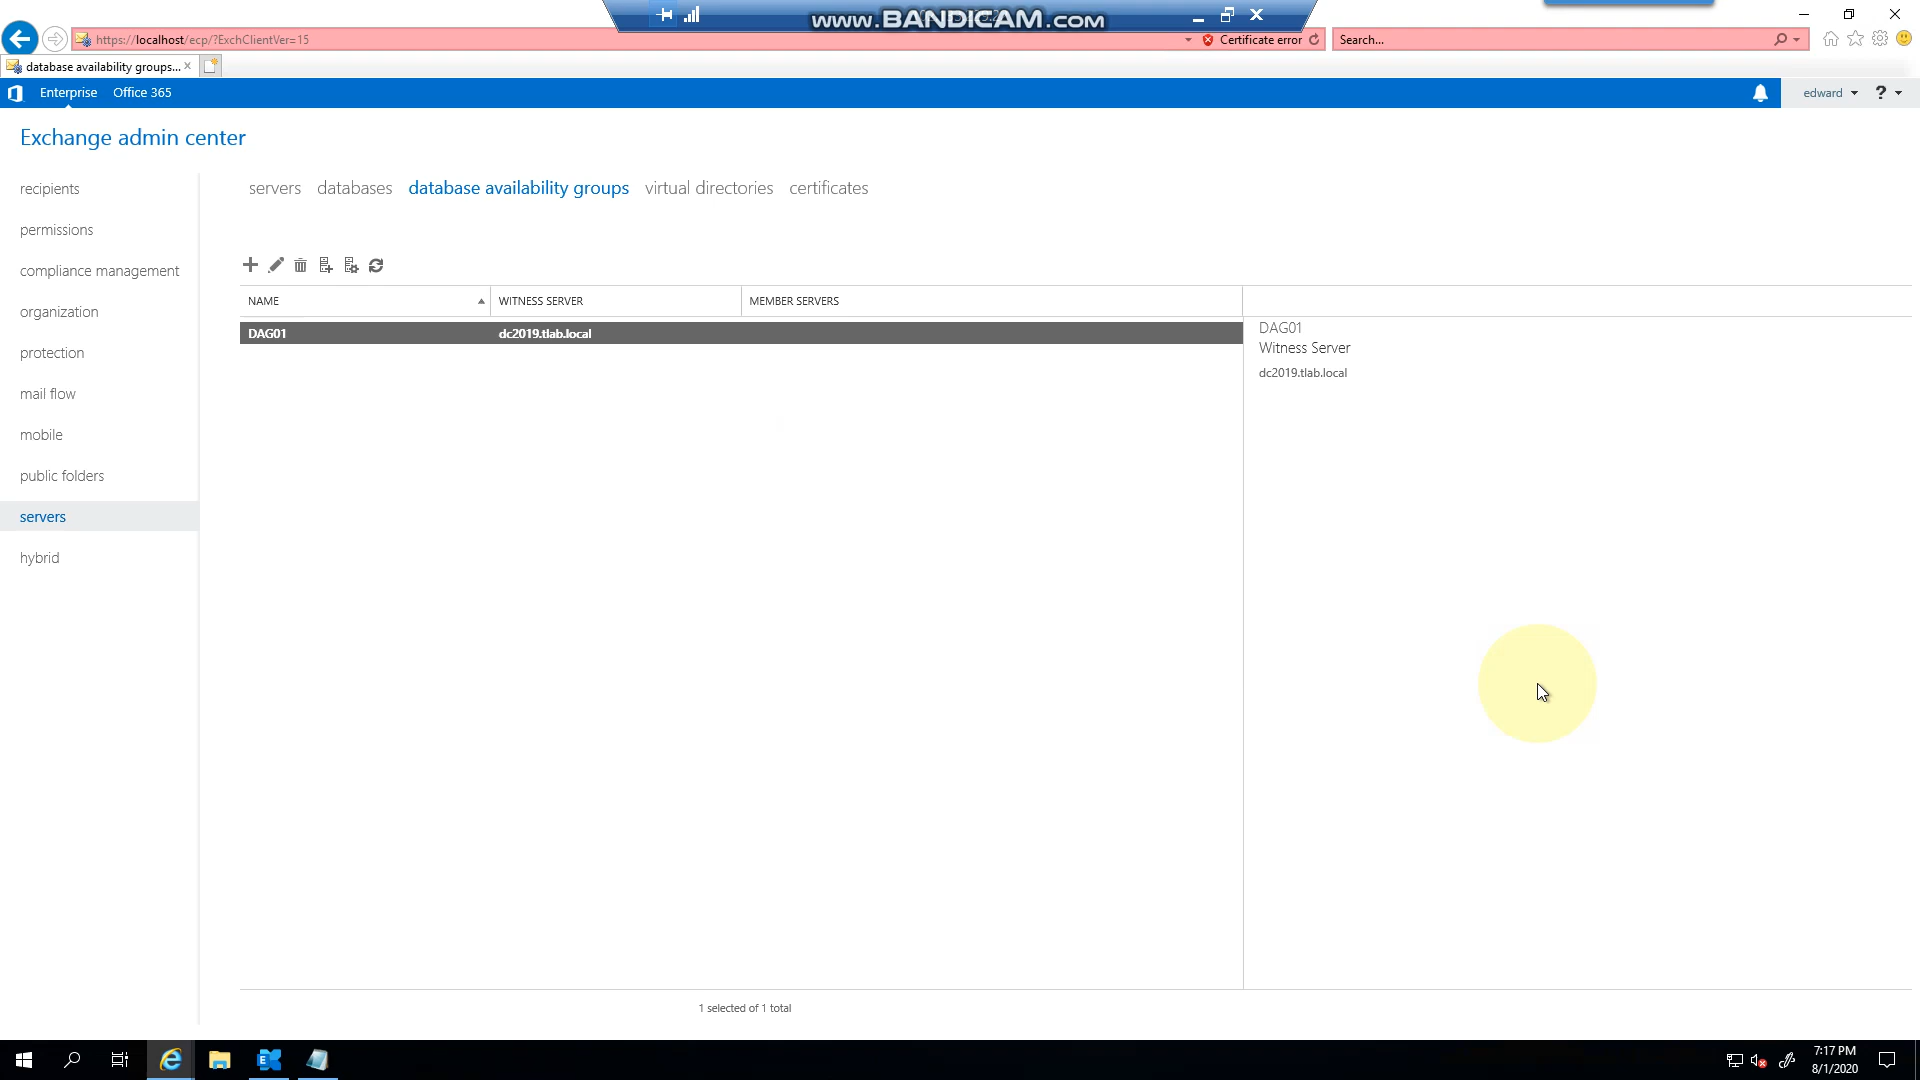 www.BANDICAM.com
https://localhost/ecp/?ExchClientVer=15
Certificate error
Search...
database availability groups...
Enterprise
Office 365
edward
?
Exchange admin center
recipients
permissions
compliance management
organization
protection
mail flow
mobile
public folders
servers
hybrid
servers
databases
database availability groups
virtual directories
certificates
NAME
WITNESS SERVER
MEMBER SERVERS
DAG01
dc2019.tlab.local
DAG01
Witness Server
dc2019.tlab.local
1 selected of 1 total
7:17 PM
8/1/2020